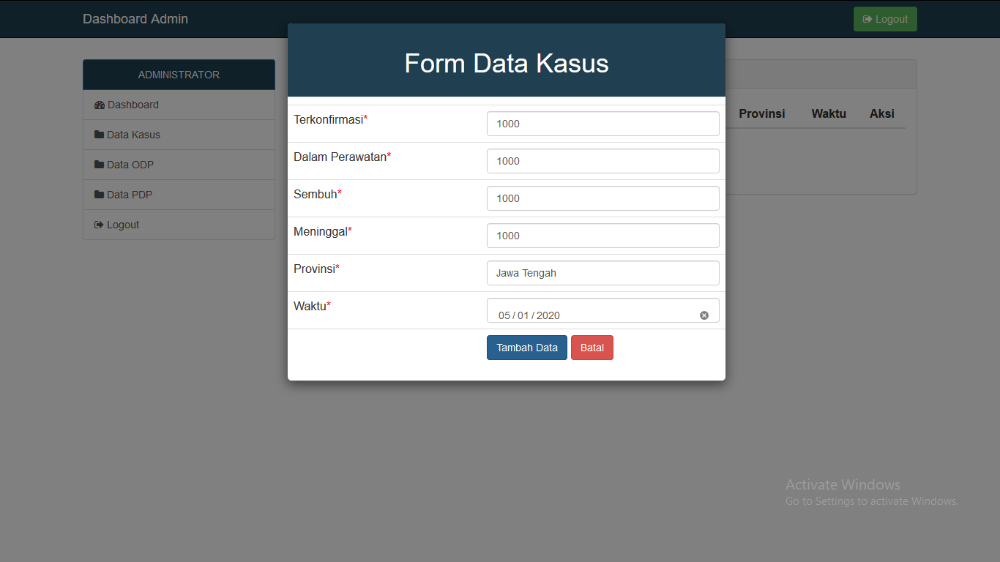 Dashboard Admin
Logout
ADMINISTRATOR
Dashboard
Data Kasus
Data ODP
Data PDP
Logout
Form Data Kasus
Terkonfirmasi* 1000
Dalam Perawatan* 1000
Sembuh* 1000
Meninggal* 1000
Provinsi* Jawa Tengah
Waktu* 05 / 01 / 2020
Tambah Data Batal
Provinsi Waktu Aksi
Activate Windows
Go to Settings to activate Windows.